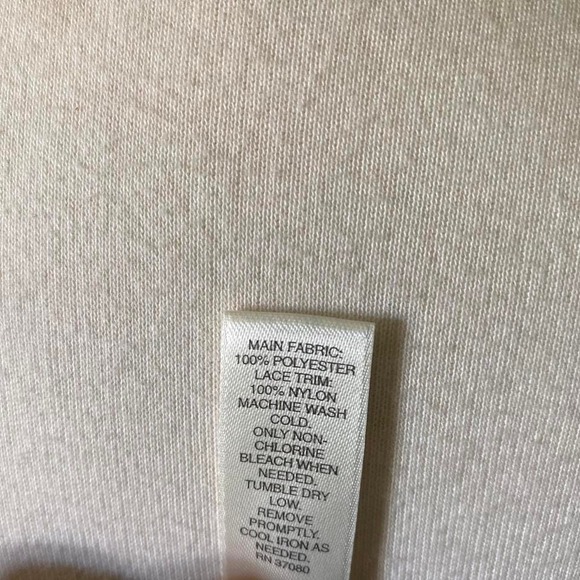 MAIN FABRIC:
100% POLYESTER
LACE TRIM:
100% NYLON
MACHINE WASH
COLD.
ONLY NON-
CHLORINE
BLEACH WHEN
NEEDED.
TUMBLE DRY
LOW.
REMOVE
PROMPTLY.
COOL IRON AS
NEEDED.
RN 37080